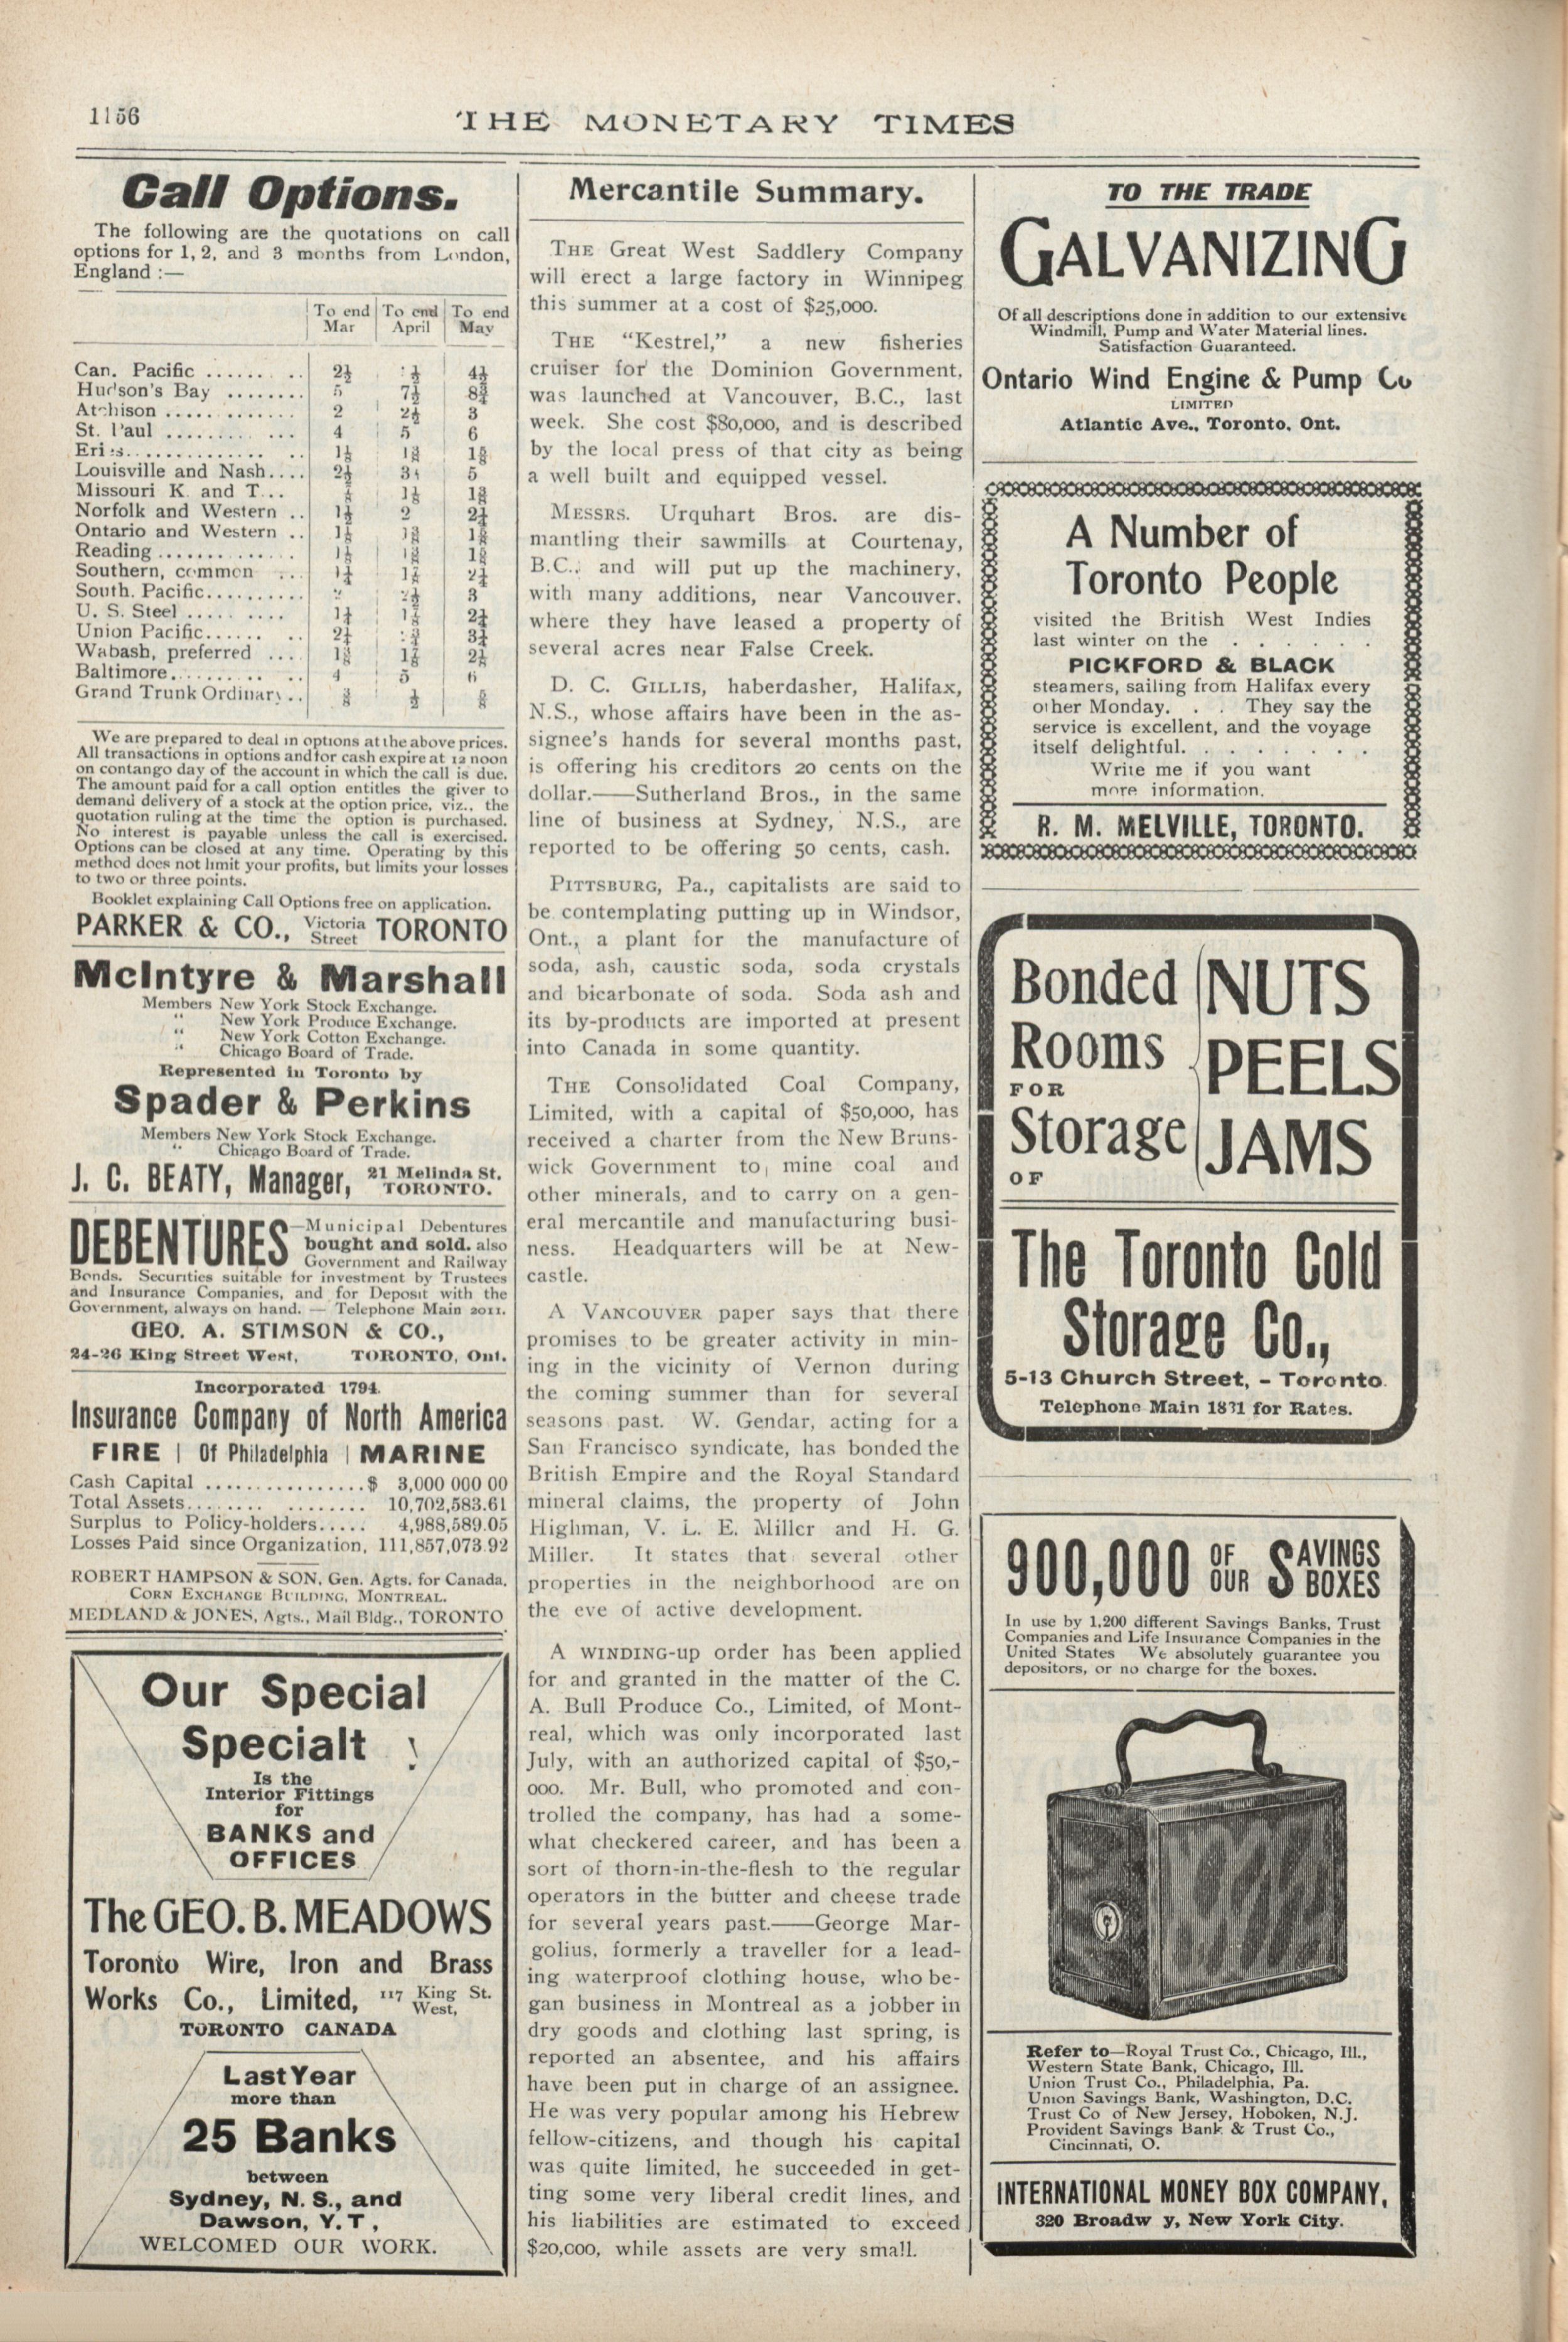 1156
THE MONETARY TIMES
Call Options.
The following are the quotations on call
options for 1, 2, and 3 months from London,
England :—
To end Mar | To end April | To end May
Can. Pacific ........ 2½ 4½
Hudson's Bay ........ 5 7½ 8¾
Atchison ............. 2 2½ 3
St. Paul ............. 4 5 6
Louisville and Nash.... 2½ 5
Missouri K. and T...
Norfolk and Western .. 1½ 2 2¼
Ontario and Western ..
Reading .............
Southern, common ... 1¼
South. Pacific.......... 3
U. S. Steel ..........
Union Pacific........ 2¼ 3¼
Wabash, preferred ....
Baltimore........... 4 5 6
Grand Trunk Ordinary.. ½
We are prepared to deal in options at the above prices.
All transactions in options and for cash expire at 12 noon
on contango day of the account in which the call is due.
The amount paid for a call option entitles the giver to
demand delivery of a stock at the option price, viz., the
quotation ruling at the time the option is purchased.
No interest is payable unless the call is exercised.
Options can be closed at any time. Operating by this
method does not limit your profits, but limits your losses
to two or three points.
Booklet explaining Call Options free on application.
PARKER & CO., Victoria Street TORONTO
McIntyre & Marshall
Members New York Stock Exchange.
" New York Produce Exchange.
" New York Cotton Exchange.
" Chicago Board of Trade.
Represented in Toronto by
Spader & Perkins
Members New York Stock Exchange.
" Chicago Board of Trade.
J. C. BEATY, Manager, 21 Melinda St. TORONTO.
DEBENTURES—Municipal Debentures
bought and sold. also
Government and Railway
Bonds. Securities suitable for investment by Trustees
and Insurance Companies, and for Deposit with the
Government, always on hand. — Telephone Main 2011.
GEO. A. STIMSON & CO.,
24-26 King Street West, TORONTO, Ont.
Incorporated 1794.
Insurance Company of North America
FIRE | Of Philadelphia | MARINE
Cash Capital ................$ 3,000 000 00
Total Assets................. 10,702,583.61
Surplus to Policy-holders..... 4,988,589.05
Losses Paid since Organization, 111,857,073.92
ROBERT HAMPSON & SON, Gen. Agts. for Canada,
CORN EXCHANGE BUILDING, MONTREAL.
MEDLAND & JONES, Agts., Mail Bldg., TORONTO
Our Special
Specialt !
Is the
Interior Fittings
for
BANKS and
OFFICES
The GEO. B. MEADOWS
Toronto Wire, Iron and Brass
Works Co., Limited, 117 King St. West,
TORONTO CANADA
Last Year
more than
25 Banks
between
Sydney, N. S., and
Dawson, Y. T ,
WELCOMED OUR WORK.
Mercantile Summary.
THE Great West Saddlery Company
will erect a large factory in Winnipeg
this summer at a cost of $25,000.
THE "Kestrel," a new fisheries
cruiser for the Dominion Government,
was launched at Vancouver, B.C., last
week. She cost $80,000, and is described
by the local press of that city as being
a well built and equipped vessel.
MESSRS. Urquhart Bros. are dis-
mantling their sawmills at Courtenay,
B.C., and will put up the machinery,
with many additions, near Vancouver.
where they have leased a property of
several acres near False Creek.
D. C. GILLIS, haberdasher, Halifax,
N.S., whose affairs have been in the as-
signee's hands for several months past,
is offering his creditors 20 cents on the
dollar.——Sutherland Bros., in the same
line of business at Sydney, N.S., are
reported to be offering 50 cents, cash.
PITTSBURG, Pa., capitalists are said to
be contemplating putting up in Windsor,
Ont., a plant for the manufacture of
soda, ash, caustic soda, soda crystals
and bicarbonate of soda. Soda ash and
its by-products are imported at present
into Canada in some quantity.
THE Consolidated Coal Company,
Limited, with a capital of $50,000, has
received a charter from the New Bruns-
wick Government to mine coal and
other minerals, and to carry on a gen-
eral mercantile and manufacturing busi-
ness. Headquarters will be at New-
castle.
A VANCOUVER paper says that there
promises to be greater activity in min-
ing in the vicinity of Vernon during
the coming summer than for several
seasons past. W. Gendar, acting for a
San Francisco syndicate, has bonded the
British Empire and the Royal Standard
mineral claims, the property of John
Highman, V. L. E. Miller and H. G.
Miller. It states that several other
properties in the neighborhood are on
the eve of active development.
A WINDING-up order has been applied
for and granted in the matter of the C.
A. Bull Produce Co., Limited, of Mont-
real, which was only incorporated last
July, with an authorized capital of $50,-
000. Mr. Bull, who promoted and con-
trolled the company, has had a some-
what checkered career, and has been a
sort of thorn-in-the-flesh to the regular
operators in the butter and cheese trade
for several years past.——George Mar-
golius, formerly a traveller for a lead-
ing waterproof clothing house, who be-
gan business in Montreal as a jobber in
dry goods and clothing last spring, is
reported an absentee, and his affairs
have been put in charge of an assignee.
He was very popular among his Hebrew
fellow-citizens, and though his capital
was quite limited, he succeeded in get-
ting some very liberal credit lines, and
his liabilities are estimated to exceed
$20,000, while assets are very small.
TO THE TRADE
GALVANIZING
Of all descriptions done in addition to our extensive
Windmill, Pump and Water Material lines.
Satisfaction Guaranteed.
Ontario Wind Engine & Pump Co
LIMITED
Atlantic Ave., Toronto, Ont.
A Number of
Toronto People
visited the British West Indies
last winter on the . . . . . .
PICKFORD & BLACK
steamers, sailing from Halifax every
other Monday. . . They say the
service is excellent, and the voyage
itself delightful. . . . . . . .
Write me if you want
more information.
R. M. MELVILLE, TORONTO.
Bonded
Rooms
FOR
Storage
OF
NUTS
PEELS
JAMS
The Toronto Cold
Storage Co.,
5-13 Church Street, - Toronto.
Telephone Main 1831 for Rates.
900,000 OF OUR SAVINGS BOXES
In use by 1,200 different Savings Banks, Trust
Companies and Life Insurance Companies in the
United States We absolutely guarantee you
depositors, or no charge for the boxes.
Refer to—Royal Trust Co., Chicago, Ill.,
Western State Bank, Chicago, Ill.
Union Trust Co., Philadelphia, Pa.
Union Savings Bank, Washington, D.C.
Trust Co of New Jersey, Hoboken, N.J.
Provident Savings Bank & Trust Co.,
Cincinnati, O.
INTERNATIONAL MONEY BOX COMPANY,
320 Broadw y, New York City.